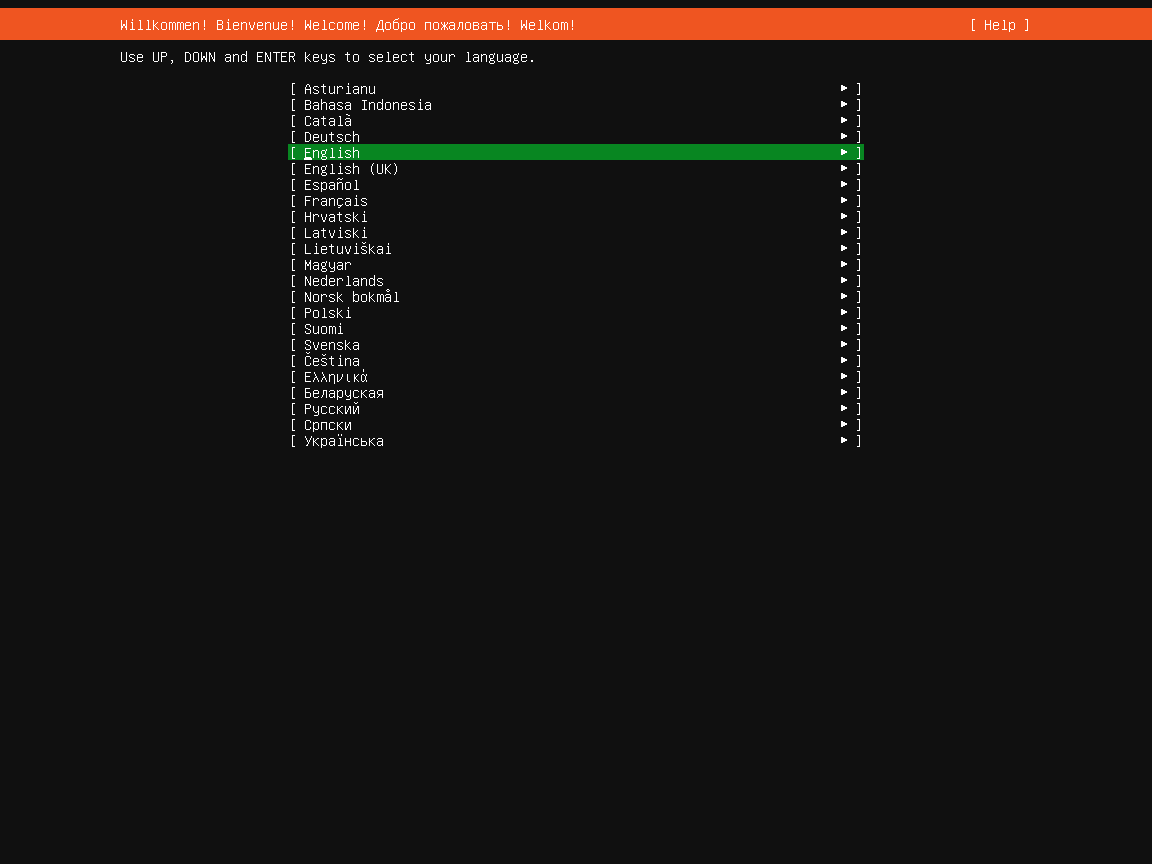 Willkommen! Bienvenue! Welcome! Добро пожаловать! Welkom! [ Help ]
Use UP, DOWN and ENTER keys to select your language.
[ Asturianu ► ]
[ Bahasa Indonesia ► ]
[ Català ► ]
[ Deutsch ► ]
[ English ► ]
[ English (UK) ► ]
[ Español ► ]
[ Français ► ]
[ Hrvatski ► ]
[ Latviski ► ]
[ Lietuviškai ► ]
[ Magyar ► ]
[ Nederlands ► ]
[ Norsk bokmål ► ]
[ Polski ► ]
[ Suomi ► ]
[ Svenska ► ]
[ Čeština ► ]
[ Ελληνικά ► ]
[ Беларуская ► ]
[ Русский ► ]
[ Српски ► ]
[ Українська ► ]